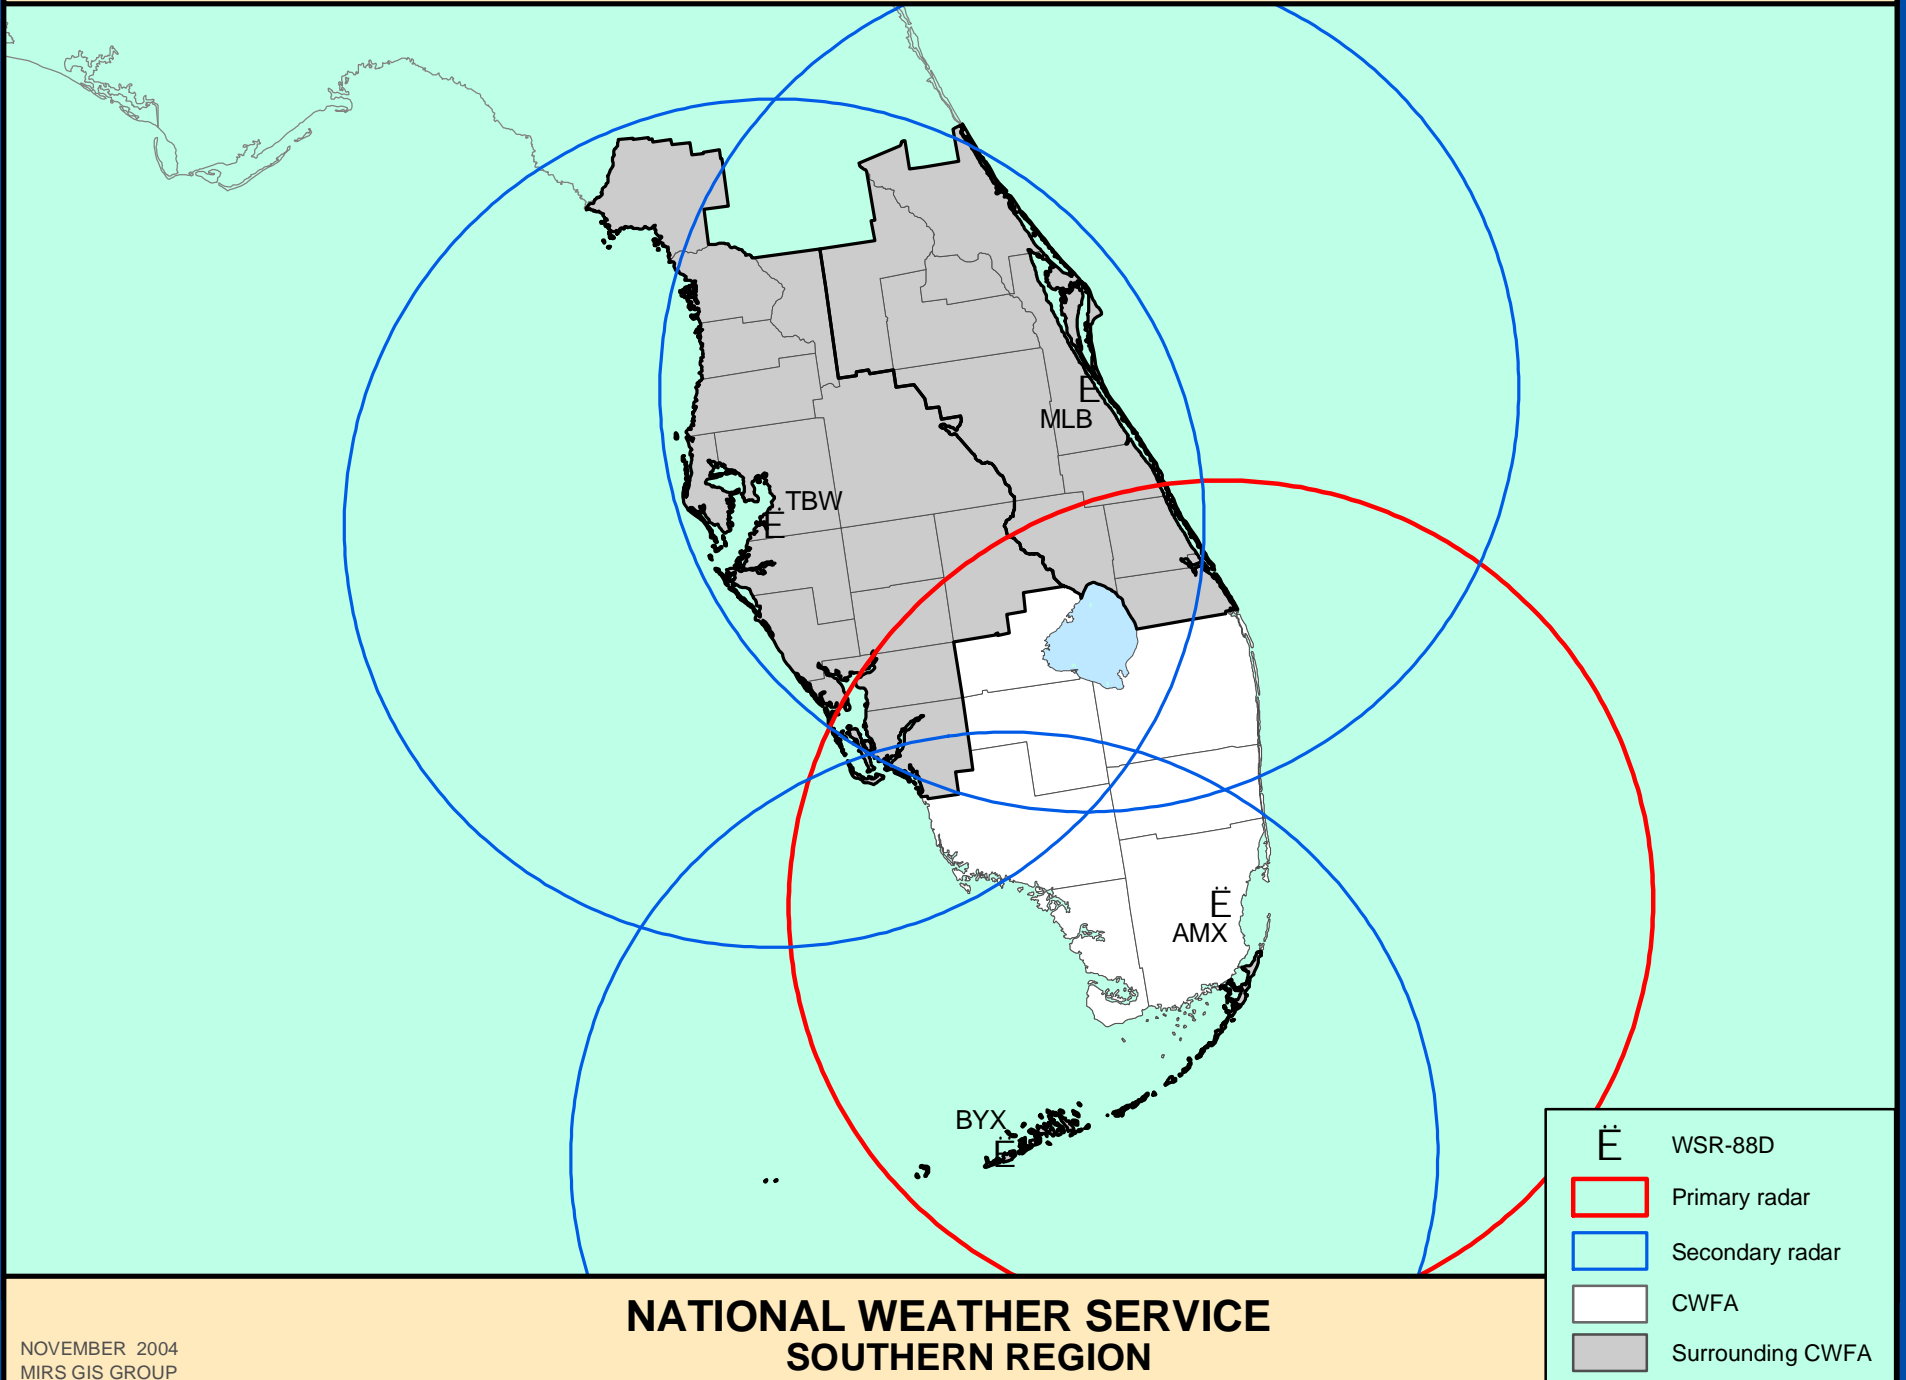 Ë
MLB
TBW
Ë
Ë
AMX
BYX
Ë
Ë WSR-88D
Primary radar
Secondary radar
CWFA
Surrounding CWFA
NATIONAL WEATHER SERVICE
SOUTHERN REGION
NOVEMBER 2004
MIRS GIS GROUP